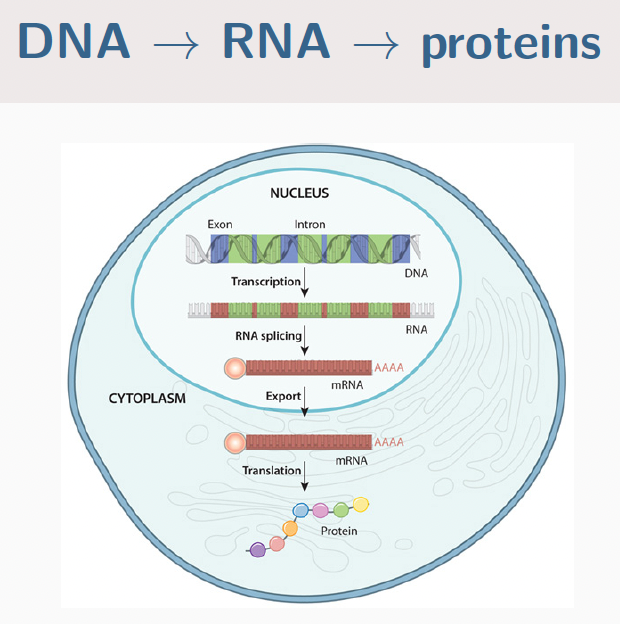 DNA → RNA → proteins
NUCLEUS
Exon Intron
DNA
Transcription
RNA
RNA splicing
AAAA
mRNA
CYTOPLASM
Export
AAAA
mRNA
Translation
Protein